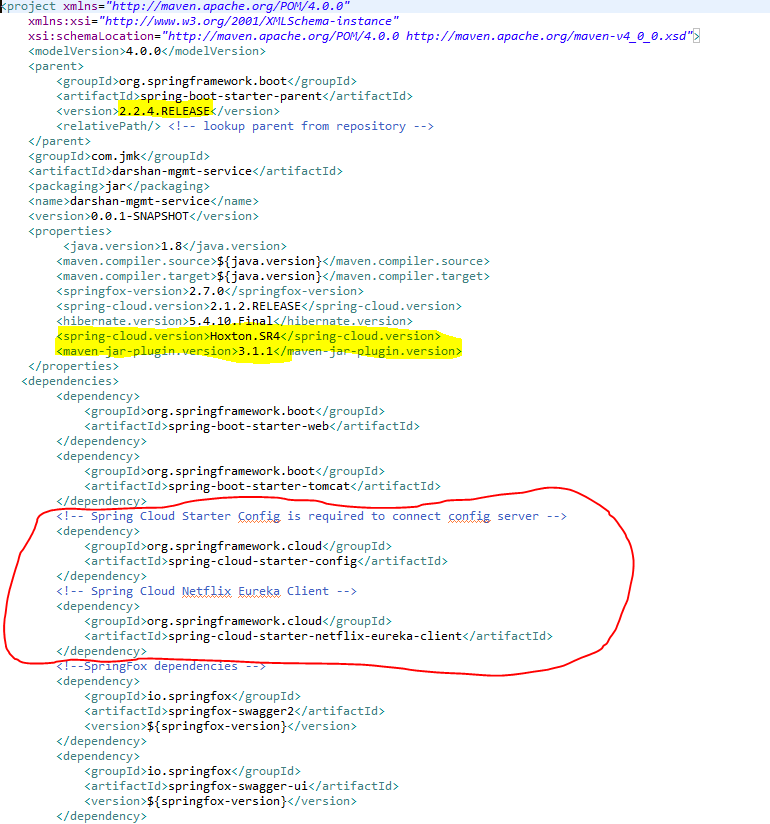 <project xmlns="http://maven.apache.org/POM/4.0.0"
xmlns:xsi="http://www.w3.org/2001/XMLSchema-instance"
xsi:schemaLocation="http://maven.apache.org/POM/4.0.0 http://maven.apache.org/maven-v4_0_0.xsd">
<modelVersion>4.0.0</modelVersion>
<parent>
<groupId>org.springframework.boot</groupId>
<artifactId>spring-boot-starter-parent</artifactId>
<version>2.2.4.RELEASE</version>
<relativePath/> <!-- lookup parent from repository -->
</parent>
<groupId>com.jmk</groupId>
<artifactId>darshan-mgmt-service</artifactId>
<packaging>jar</packaging>
<name>darshan-mgmt-service</name>
<version>0.0.1-SNAPSHOT</version>
<properties>
<java.version>1.8</java.version>
<maven.compiler.source>${java.version}</maven.compiler.source>
<maven.compiler.target>${java.version}</maven.compiler.target>
<springfox-version>2.7.0</springfox-version>
<spring-cloud.version>2.1.2.RELEASE</spring-cloud.version>
<hibernate.version>5.4.10.Final</hibernate.version>
<spring-cloud.version>Hoxton.SR4</spring-cloud.version>
<maven-jar-plugin.version>3.1.1</maven-jar-plugin.version>
</properties>
<dependencies>
<dependency>
<groupId>org.springframework.boot</groupId>
<artifactId>spring-boot-starter-web</artifactId>
</dependency>
<dependency>
<groupId>org.springframework.boot</groupId>
<artifactId>spring-boot-starter-tomcat</artifactId>
</dependency>
<!-- Spring Cloud Starter Config is required to connect config server -->
<dependency>
<groupId>org.springframework.cloud</groupId>
<artifactId>spring-cloud-starter-config</artifactId>
</dependency>
<!-- Spring Cloud Netflix Eureka Client -->
<dependency>
<groupId>org.springframework.cloud</groupId>
<artifactId>spring-cloud-starter-netflix-eureka-client</artifactId>
</dependency>
<!--SpringFox dependencies -->
<dependency>
<groupId>io.springfox</groupId>
<artifactId>springfox-swagger2</artifactId>
<version>${springfox-version}</version>
</dependency>
<dependency>
<groupId>io.springfox</groupId>
<artifactId>springfox-swagger-ui</artifactId>
<version>${springfox-version}</version>
</dependency>